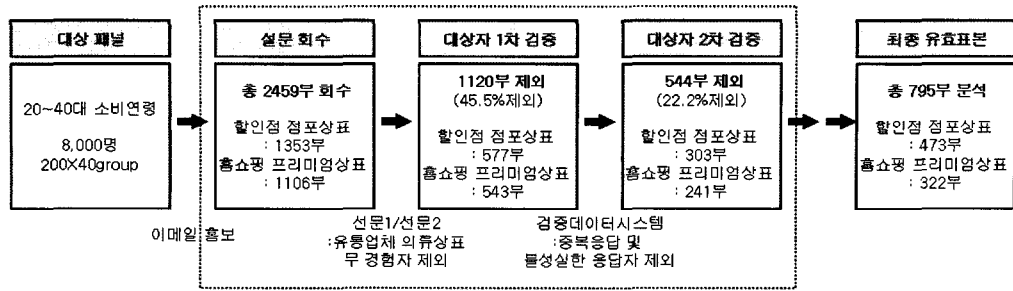 대상 패널
20~40대 소비연령
8,000명
200X40group
이메일 홍보
설문 회수
총 2459부 회수
할인점 점포상표
: 1353부
홈쇼핑 프리미엄상표
: 1106부
선문1/선문2
:유통업체 의류상표
무 경험자 제외
대상자 1차 검증
1120부 제외
(45.5%제외)
할인점 점포상표
: 577부
홈쇼핑 프리미엄상표
: 543부
검증데이터시스템
:중복응답 및
불성실한 응답자 제외
대상자 2차 검증
544부 제외
(22.2%제외)
할인점 점포상표
: 303부
홈쇼핑 프리미엄상표
: 241부
최종 유효표본
총 795부 분석
할인점 점포상표
: 473부
홈쇼핑 프리미엄상표
: 322부